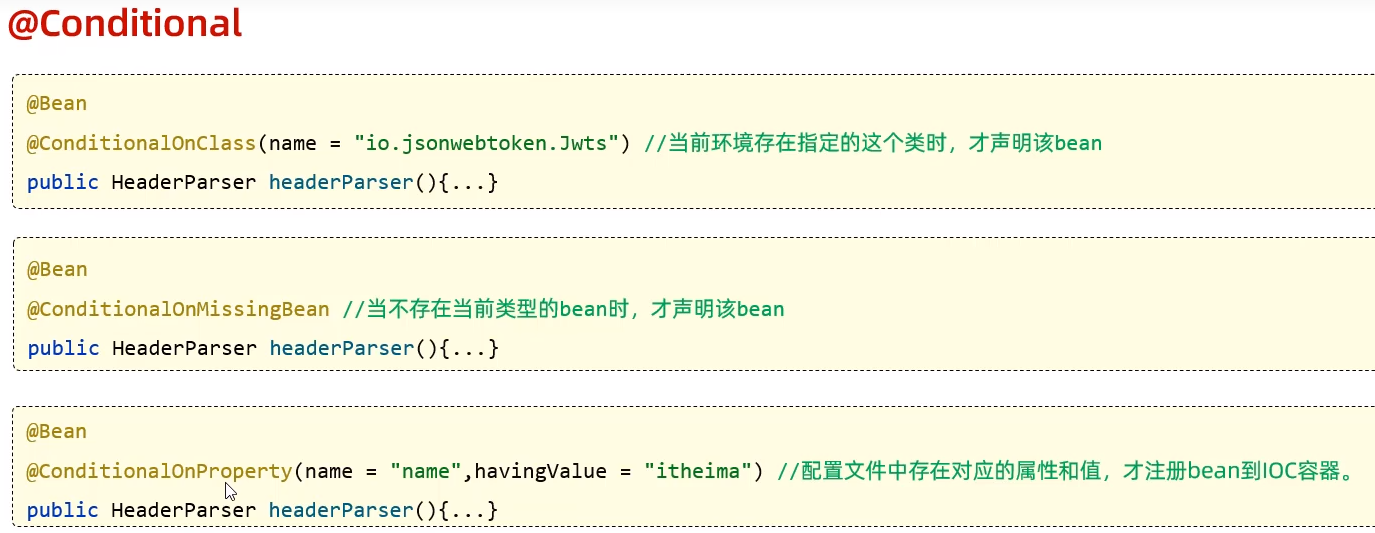 @Conditional
@Bean
@ConditionalOnClass(name = "io.jsonwebtoken.Jwts") //当前环境存在指定的这个类时，才声明该bean
public HeaderParser headerParser(){...}
@Bean
@ConditionalOnMissingBean //当不存在当前类型的bean时，才声明该bean
public HeaderParser headerParser(){...}
@Bean
@ConditionalOnProperty(name = "name",havingValue = "itheima") //配置文件中存在对应的属性和值，才注册bean到IOC容器。
public HeaderParser headerParser(){...}